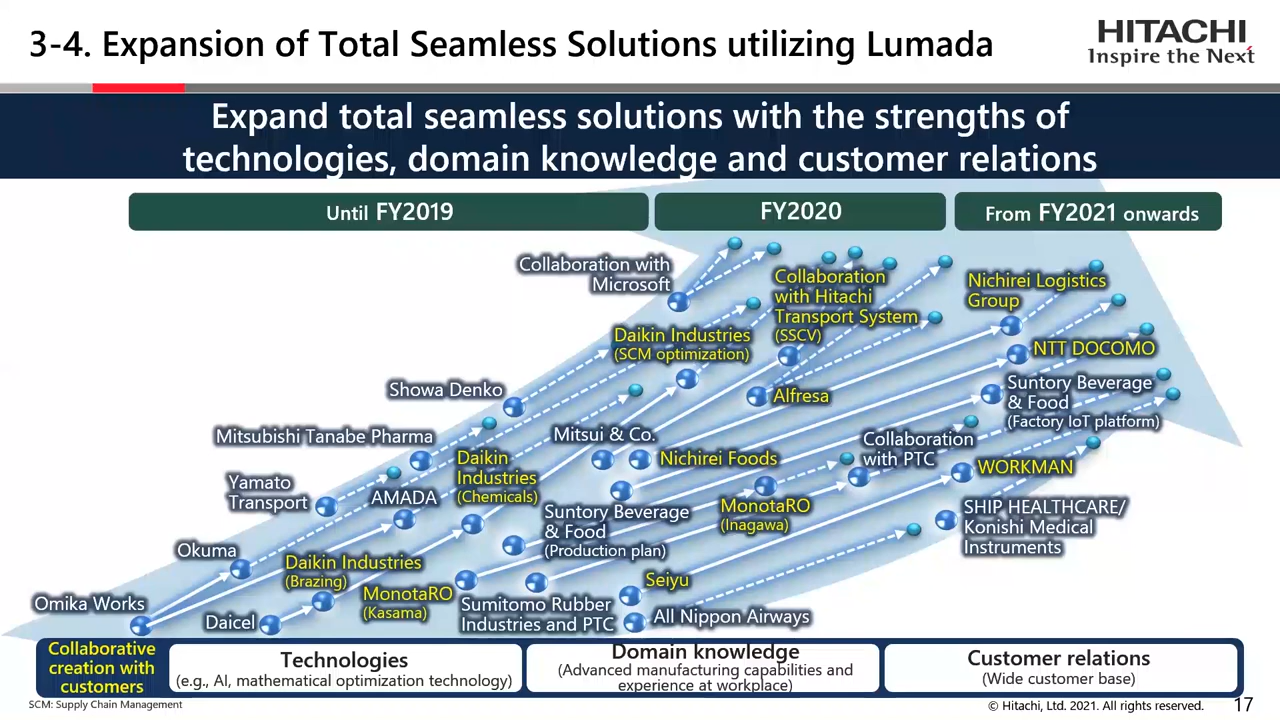 3-4. Expansion of Total Seamless Solutions utilizing Lumada
HITACHI
Inspire the Next
Expand total seamless solutions with the strengths of
technologies, domain knowledge and customer relations
Until FY2019
FY2020
From FY2021 onwards
Collaboration with
Microsoft
Collaboration
with Hitachi
Transport System
(SSCV)
Nichirei Logistics
Group
Daikin Industries
(SCM optimization)
NTT DOCOMO
Showa Denko
Alfresa
Suntory Beverage
& Food
(Factory IoT platform)
Mitsubishi Tanabe Pharma
Mitsui & Co.
Collaboration
with PTC
Daikin
Industries
(Chemicals)
Nichirei Foods
WORKMAN
Yamato
Transport
AMADA
MonotaRO
(Inagawa)
Suntory Beverage
& Food
(Production plan)
SHIP HEALTHCARE/
Konishi Medical
Instruments
Okuma
Daikin Industries
(Brazing)
MonotaRO
(Kasama)
Seiyu
Omika Works
Daicel
Sumitomo Rubber
Industries and PTC
All Nippon Airways
Collaborative
creation with
customers
Technologies
(e.g., AI, mathematical optimization technology)
Domain knowledge
(Advanced manufacturing capabilities and
experience at workplace)
Customer relations
(Wide customer base)
SCM: Supply Chain Management
© Hitachi, Ltd. 2021. All rights reserved.
17